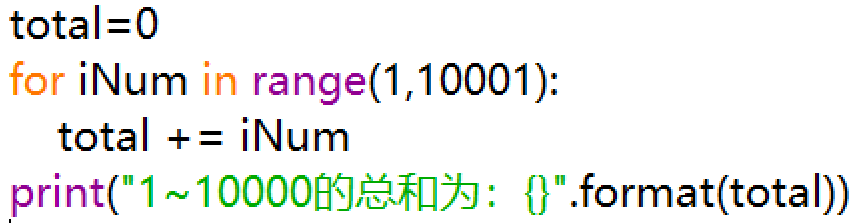 total=0
for iNum in range(1,10001):
    total += iNum
print("1~10000的总和为：{}".format(total))